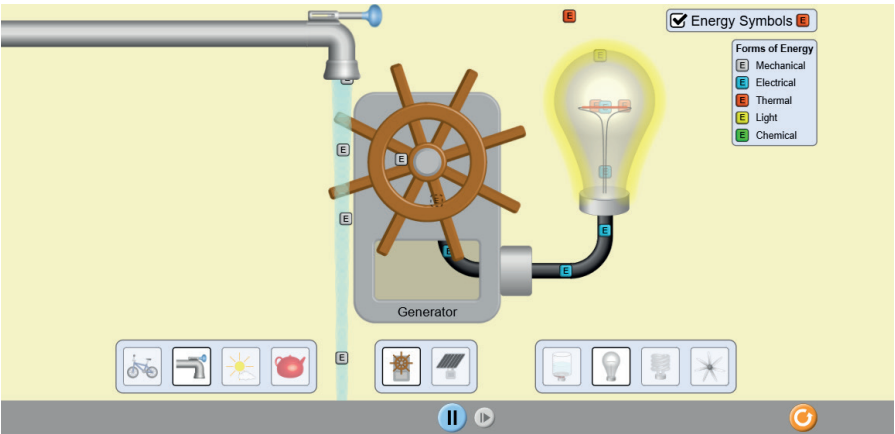 E
Energy Symbols E
Forms of Energy
E Mechanical
E Electrical
E Thermal
E Light
E Chemical
E
E
E E E
E
E
E
E
E
E
E
E
E
Generator
E